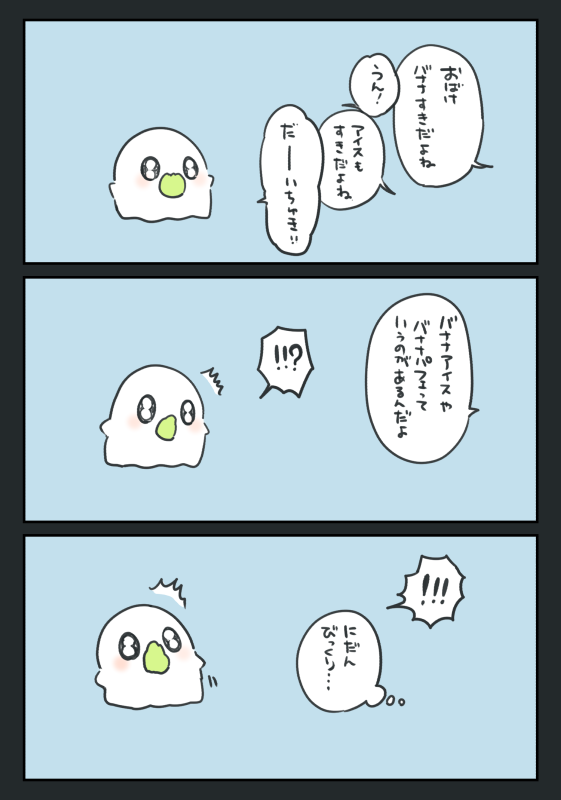 おばけ
バナナすきだよね
うん!
アイスも
すきだよね
だーいちゅき!!
バナナアイスや
バナナパフェって
いうのがあるんだよ
!!?
!!!
にだん
びっくり…